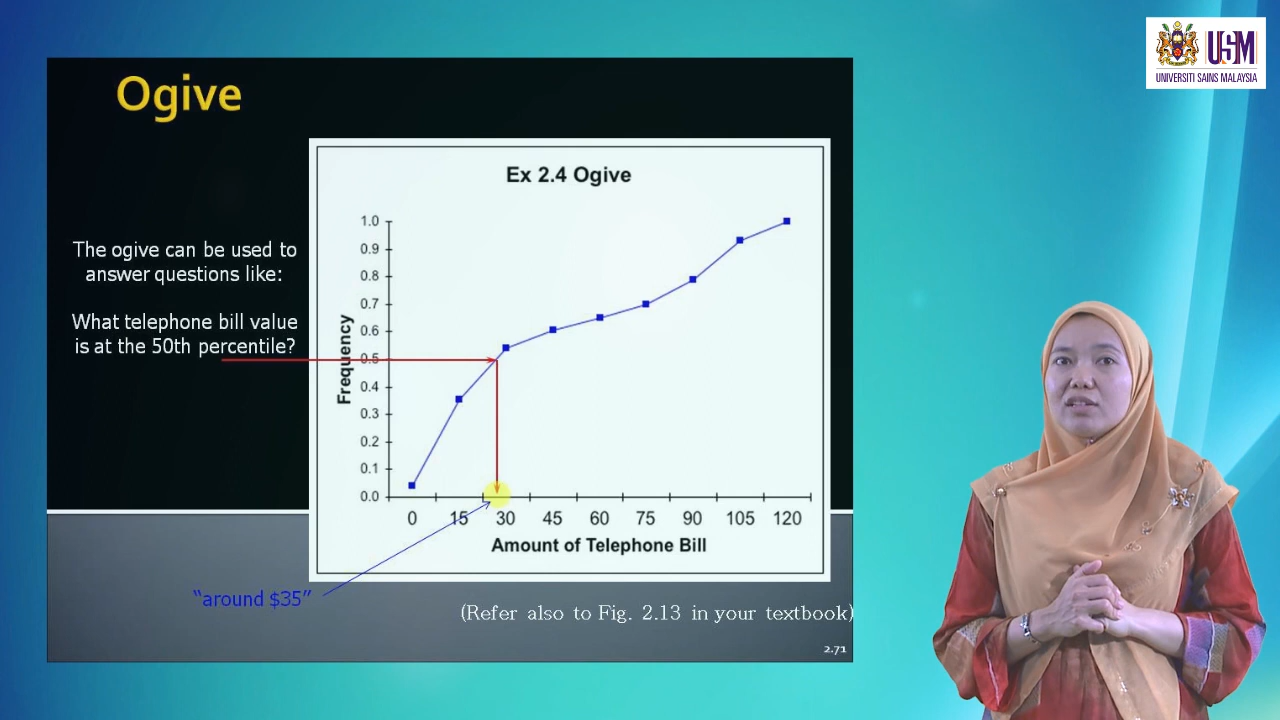 USM
UNIVERSITI SAINS MALAYSIA
Ogive
The ogive can be used to
answer questions like:
What telephone bill value
is at the 50th percentile?
Ex 2.4 Ogive
Frequency
1.0
0.9
0.8
0.7
0.6
0.5
0.4
0.3
0.2
0.1
0.0
0 15 30 45 60 75 90 105 120
Amount of Telephone Bill
"around $35"
(Refer also to Fig. 2.13 in your textbook)
2.71